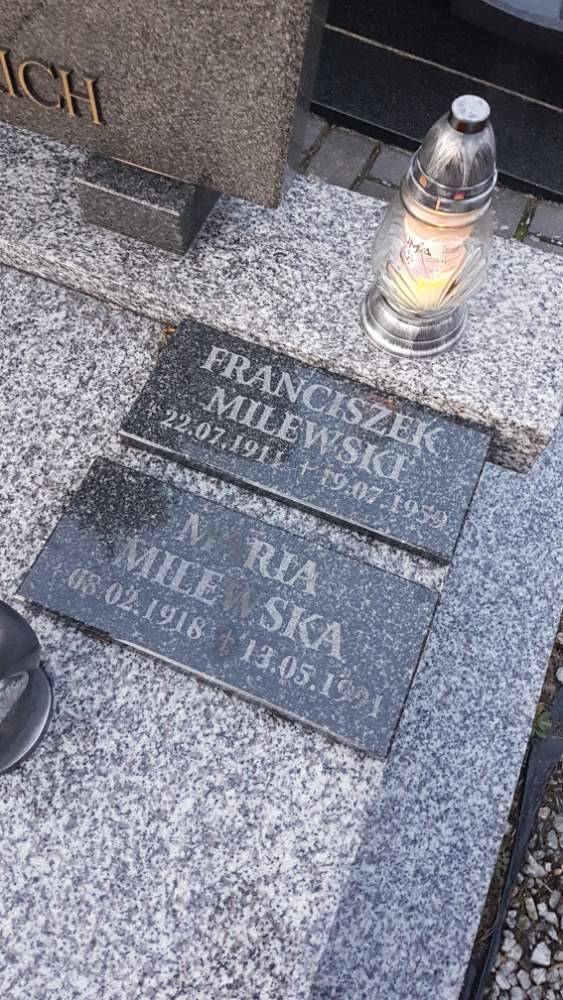 ICH
FRANCISZEK
MILEWSKI
* 22.07.1911 † 19.07.1959
MARIA
MILEWSKA
* 08.02.1918 † 13.05.1991